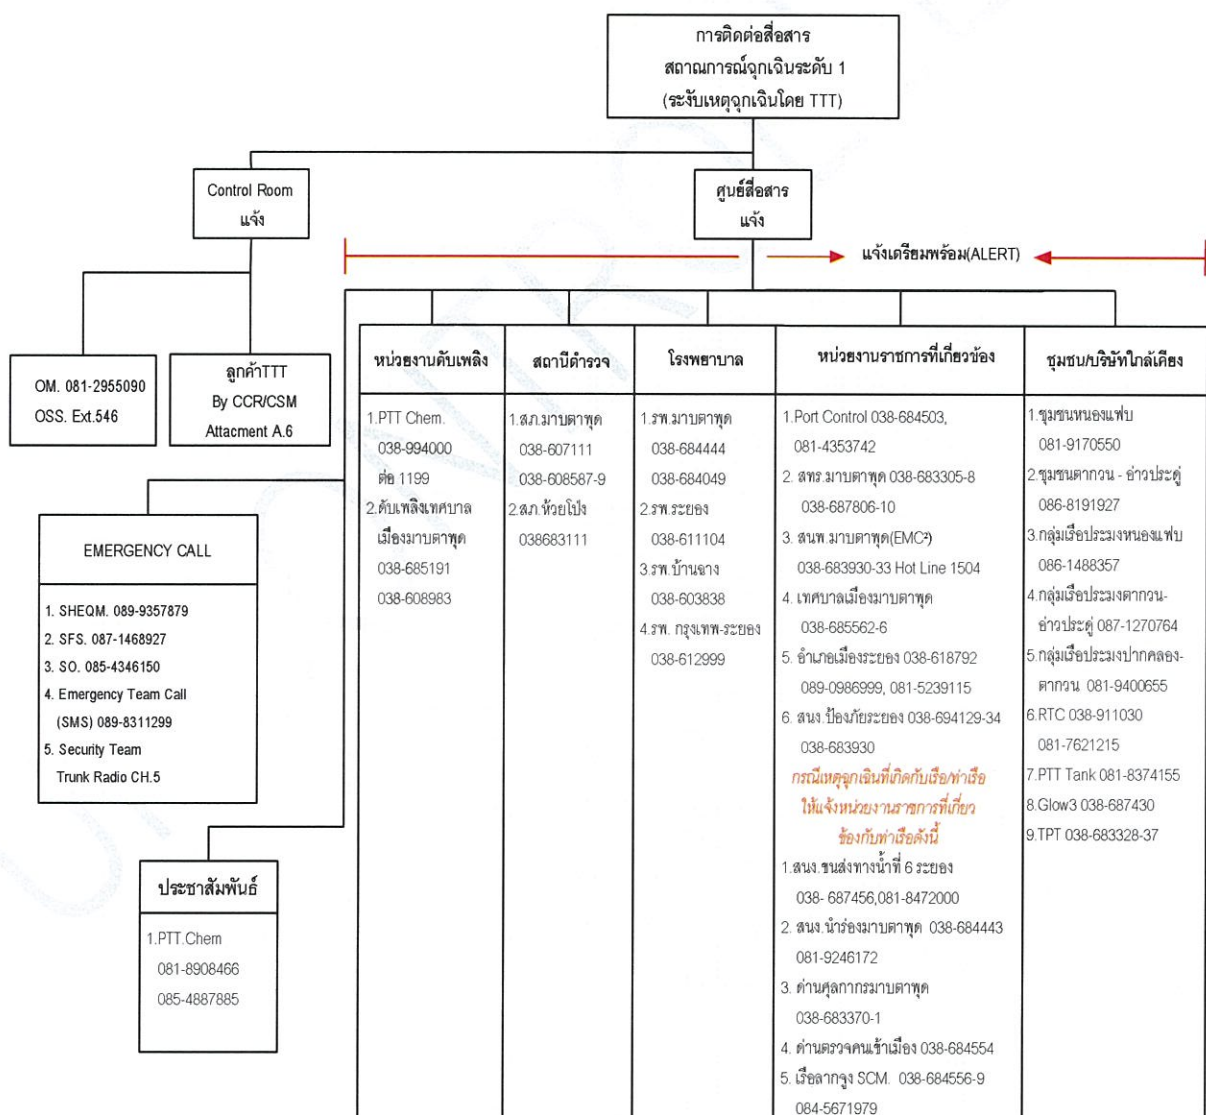 การติดต่อสื่อสาร
สถาณการณ์ฉุกเฉินระดับ 1
(ระงับเหตุฉุกเฉินโดย TTT)
Control Room
แจ้ง
ศูนย์สื่อสาร
แจ้ง
แจ้งเตรียมพร้อม(ALERT)
OM. 081-2955090
OSS. Ext.546
ลูกค้าTTT
By CCR/CSM
Attacment A.6
EMERGENCY CALL
1. SHEQM. 089-9357879
2. SFS. 087-1468927
3. SO. 085-4346150
4. Emergency Team Call
(SMS) 089-8311299
5. Security Team
Trunk Radio CH.5
ประชาสัมพันธ์
1.PTT.Chem
081-8908466
085-4887885
หน่วยงานดับเพลิง
1.PTT Chem.
038-994000
ต่อ 1199
2.ดับเพลิงเทศบาล
เมืองมาบตาพุด
038-685191
038-608983
สถานีตำรวจ
1.สภ.มาบตาพุด
038-607111
038-608587-9
2.สภ.ห้วยโป่ง
038683111
โรงพยาบาล
1.รพ.มาบตาพุด
038-684444
038-684049
2.รพ.ระยอง
038-611104
3.รพ.บ้านฉาง
038-603838
4.รพ. กรุงเทพ-ระยอง
038-612999
หน่วยงานราชการที่เกี่ยวข้อง
1.Port Control 038-684503,
081-4353742
2. สทร.มาบตาพุด 038-683305-8
038-687806-10
3. สนพ.มาบตาพุด(EMC²)
038-683930-33 Hot Line 1504
4. เทศบาลเมืองมาบตาพุด
038-685562-6
5. อำเภอเมืองระยอง 038-618792
089-0986999, 081-5239115
6. สนง.ป้องภัยระยอง 038-694129-34
038-683930
กรณีเหตุฉุกเฉินที่เกิดกับเรือ/ท่าเรือ
ให้แจ้งหน่วยงานราชการที่เกี่ยว
ข้องกับท่าเรือดังนี้
1.สนง.ขนส่งทางน้ำที่ 6 ระยอง
038- 687456,081-8472000
2. สนง.นำร่องมาบตาพุด 038-684443
081-9246172
3. ด่านศุลกากรมาบตาพุด
038-683370-1
4. ด่านตรวจคนเข้าเมือง 038-684554
5. เรือลากจูง SCM. 038-684556-9
084-5671979
ชุมชน/บริษัทใกล้เคียง
1.ชุมชนหนองแฟบ
081-9170550
2.ชุมชนตากวน - อ่าวประดู่
086-8191927
3.กลุ่มเรือประมงหนองแฟบ
086-1488357
4.กลุ่มเรือประมงตากวน-
อ่าวประดู่ 087-1270764
5.กลุ่มเรือประมงปากคลอง-
ตากวน 081-9400655
6.RTC 038-911030
081-7621215
7.PTT Tank 081-8374155
8.Glow3 038-687430
9.TPT 038-683328-37